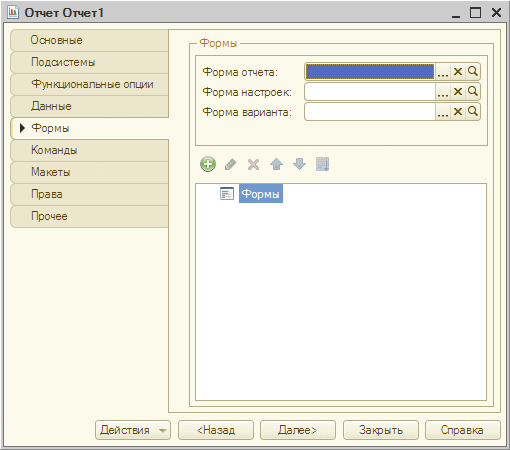 Отчет Отчет1
Основные
Подсистемы
Функциональные опции
Данные
Формы
Команды
Макеты
Права
Прочее
Формы
Форма отчета:
Форма настроек:
Форма варианта:
Формы
Действия
<Назад
Далее>
Закрыть
Справка